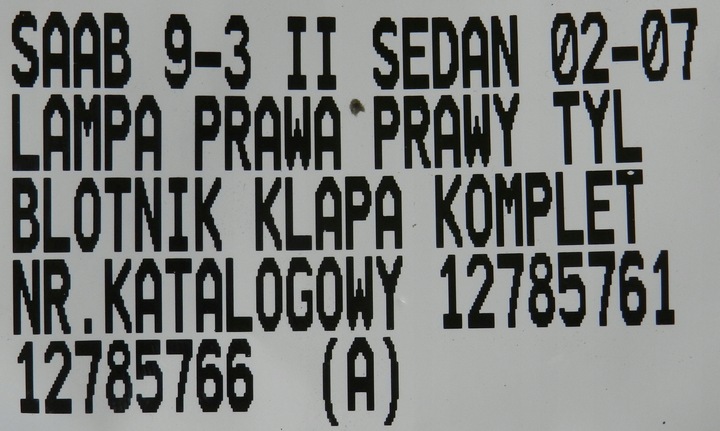 SAAB 9-3 II SEDAN 02-07
LAMPA PRAWA PRAWY TYL
BLOTNIK KLAPA KOMPLET
NR.KATALOGOWY 12785761
12785766 (A)